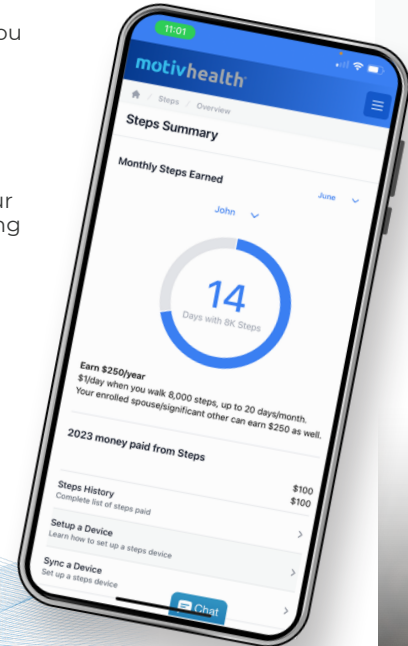 ou
ur
ng
11:01
motivhealth
Steps / Overview
Steps Summary
Monthly Steps Earned
June
John
14
Days with 8K Steps
Earn $250/year
$1/day when you walk 8,000 steps, up to 20 days/month.
Your enrolled spouse/significant other can earn $250 as well.
2023 money paid from Steps
$100
$100
Steps History
Complete list of steps paid
Setup a Device
Learn how to set up a steps device
Sync a Device
Set up a steps device
Chat